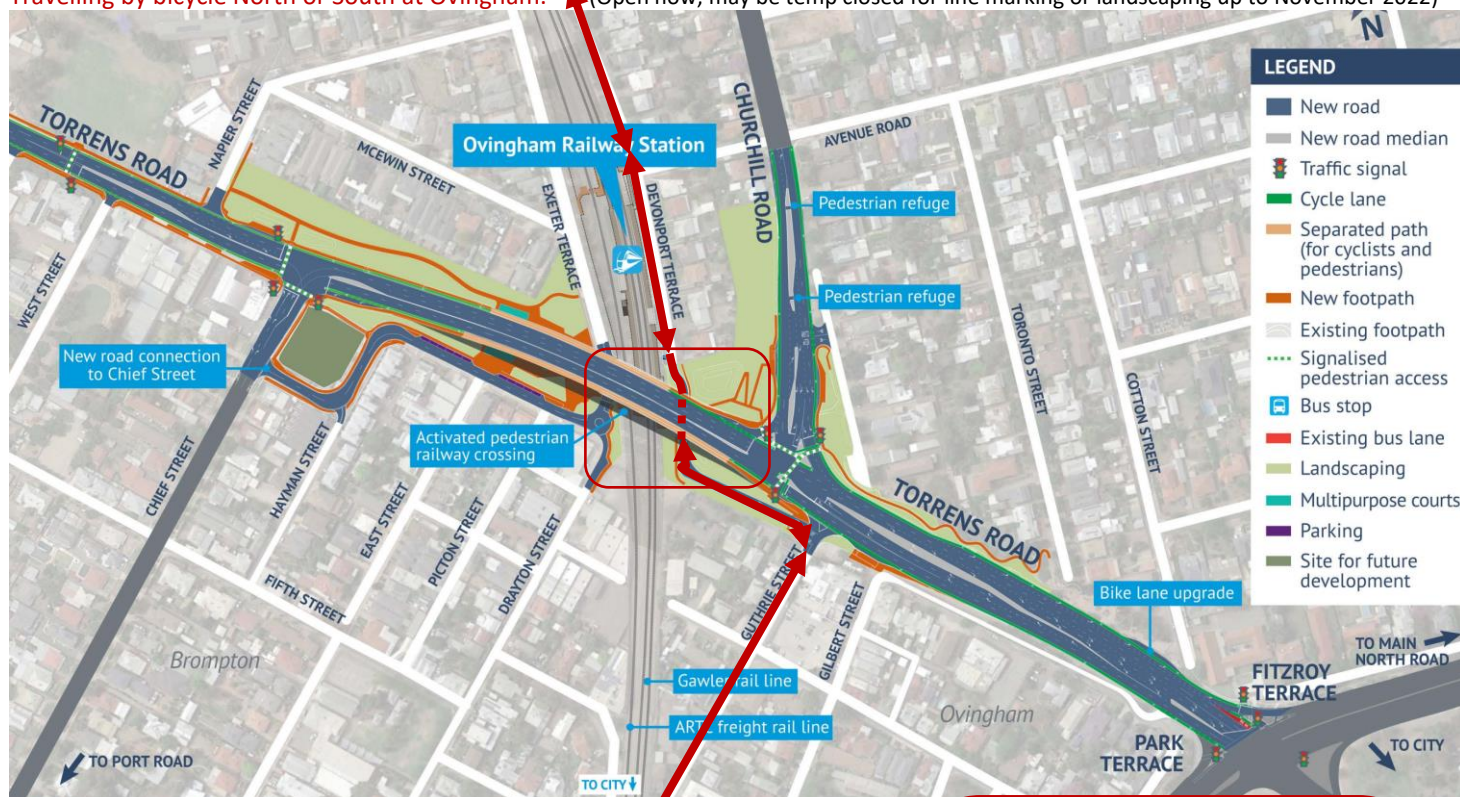 Travelling by bicycle North or South at Ovingham:
(Open now, may be temp closed for line marking or landscaping up to November 2022)
N
TORRENS ROAD
NAPIER STREET
MCEWIN STREET
Ovingham Railway Station
EXETER TERRACE
DEVONPORT TERRACE
CHURCHILL ROAD
AVENUE ROAD
Pedestrian refuge
Pedestrian refuge
TORONTO STREET
COTTON STREET
WEST STREET
New road connection
to Chief Street
CHIEF STREET
HAYMAN STREET
EAST STREET
PICTON STREET
DRAYTON STREET
FIFTH STREET
Activated pedestrian
railway crossing
TORRENS ROAD
GUTHRIE STREET
GILBERT STREET
Bike lane upgrade
Brompton
Ovingham
Gawler rail line
ARTC freight rail line
TO PORT ROAD
TO CITY
PARK
TERRACE
FITZROY
TERRACE
TO MAIN
NORTH ROAD
TO CITY
LEGEND
New road
New road median
Traffic signal
Cycle lane
Separated path
(for cyclists and
pedestrians)
New footpath
Existing footpath
Signalised
pedestrian access
Bus stop
Existing bus lane
Landscaping
Multipurpose courts
Parking
Site for future
development